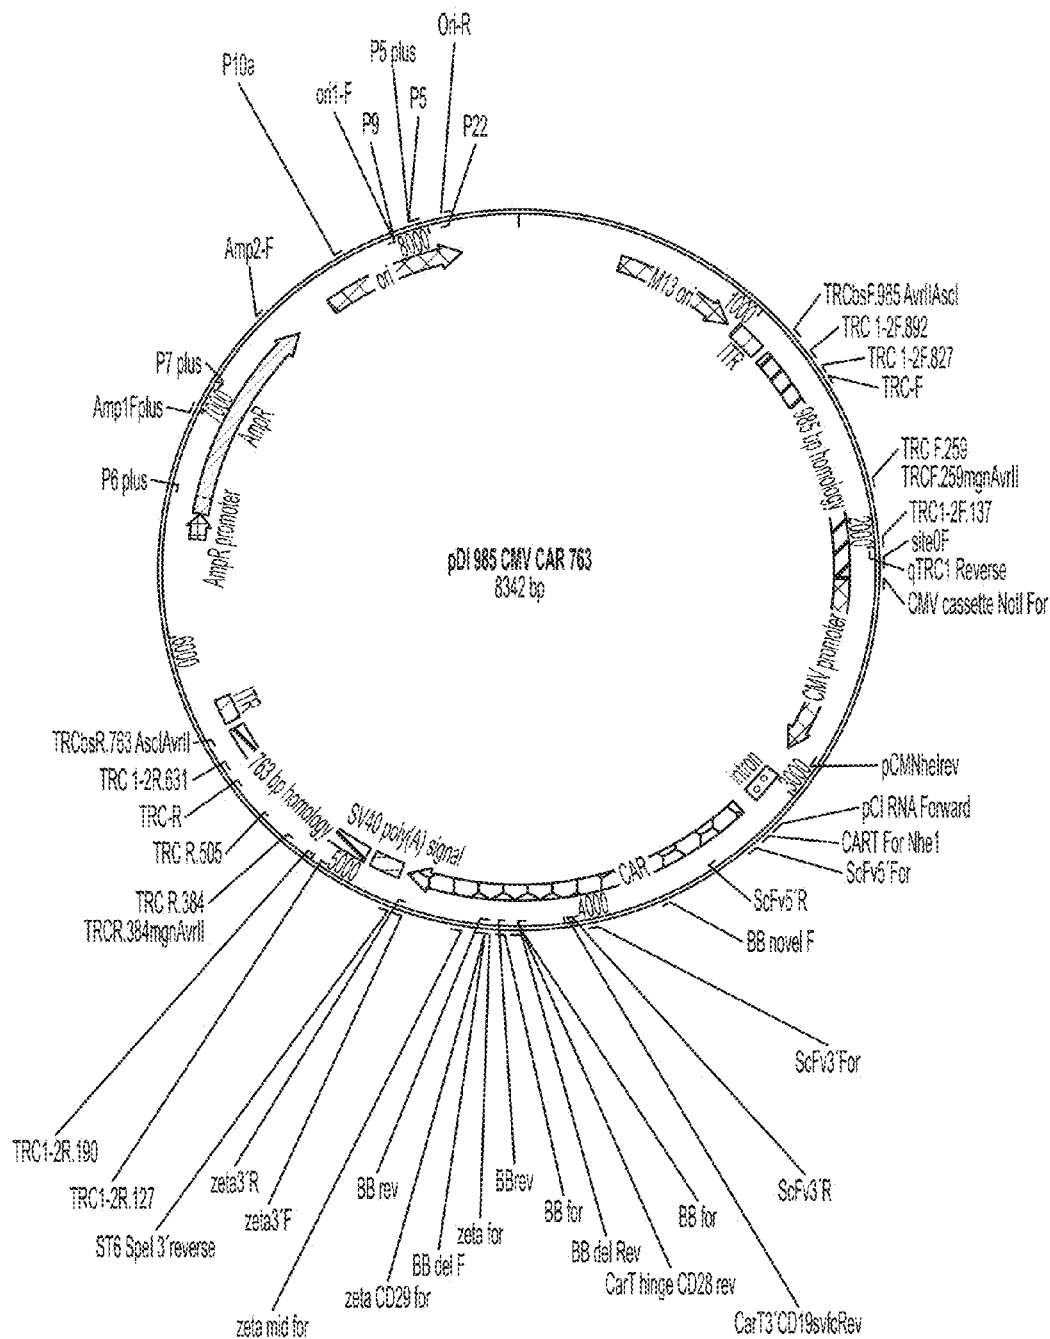 Ori-R
P5 plus
P10a
ori1-F
P5
P9
P22
Amp2-F
8000
ori
M13 ori
1000
TRCbsF.985 AvrIIAscI
ITR
TRC 1-2F.892
TRC 1-2F.827
P7 plus
TRC-F
Amp1Fplus
7000
AmpR
985 bp homology
TRC F.259
P6 plus
TRCF.259mgnAvrII
TRC1-2F.137
2000
site0F
AmpR promoter
pDI 985 CMV CAR 763
8342 bp
qTRC1 Reverse
CMV cassette NotI For
6000
CMV promoter
ITR
TRCbsR.763 AscIAvrII
763 bp homology
intron
3000
pCMNheIrev
TRC 1-2R.631
TRC-R
pCI RNA Forward
SV40 poly(A) signal
CART For Nhe1
TRC R.505
5000
CAR
ScFv5'For
TRC R.384
4000
ScFv5'R
TRCR.384mgnAvrII
BB novel F
ScFv3'For
TRC1-2R.190
TRC1-2R.127
zeta3'R
BB rev
BBrev
ScFv3'R
zeta3'F
BB for
BB for
ST6 SpeI 3'reverse
zeta for
BB del F
BB del Rev
zeta CD29 for
CarT hinge CD28 rev
zeta mid for
CarT3'CD19svfcRev